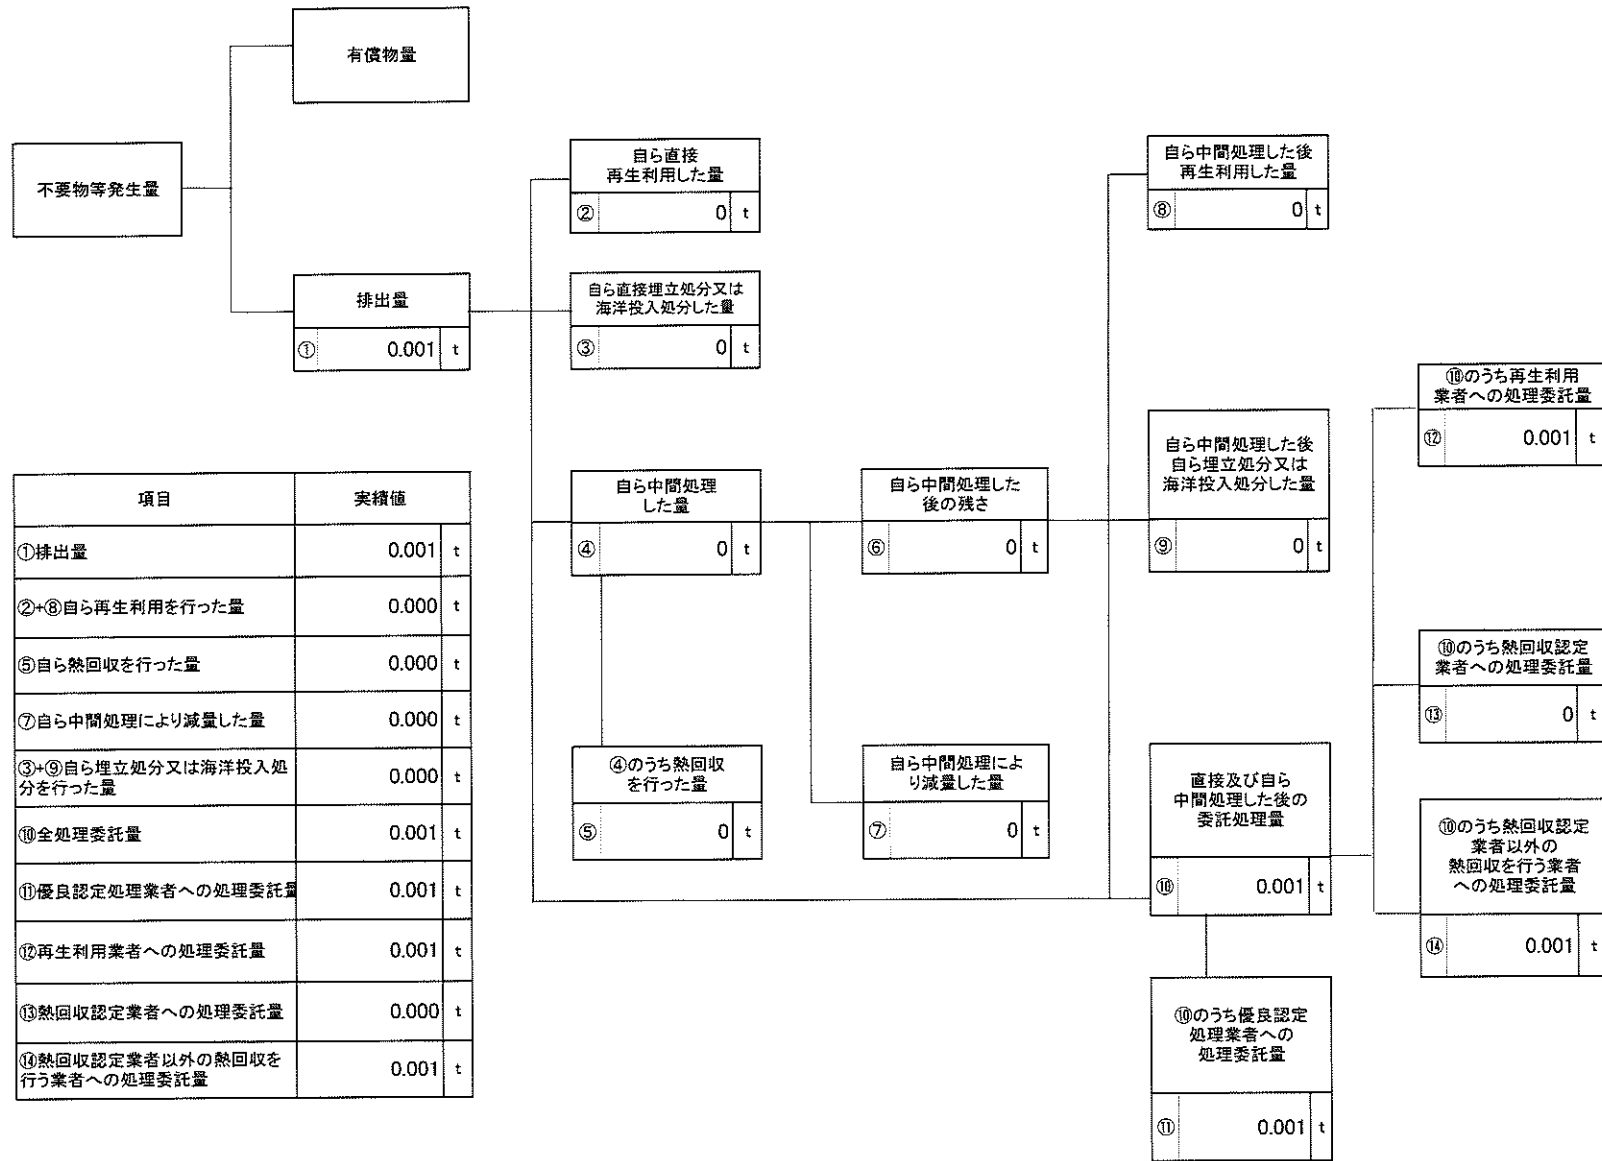 有償物量
不要物等発生量
排出量
① 0.001 t
自ら直接
再生利用した量
② 0 t
自ら直接埋立処分又は
海洋投入処分した量
③ 0 t
自ら中間処理
した量
④ 0 t
④のうち熱回収
を行った量
⑤ 0 t
自ら中間処理した
後の残さ
⑥ 0 t
自ら中間処理によ
り減量した量
⑦ 0 t
自ら中間処理した後
再生利用した量
⑧ 0 t
自ら中間処理した後
自ら埋立処分又は
海洋投入処分した量
⑨ 0 t
直接及び自ら
中間処理した後の
委託処理量
⑩ 0.001 t
⑩のうち優良認定
処理業者への
処理委託量
⑪ 0.001 t
⑩のうち再生利用
業者への処理委託量
⑫ 0.001 t
⑩のうち熱回収認定
業者への処理委託量
⑬ 0 t
⑩のうち熱回収認定
業者以外の
熱回収を行う業者
への処理委託量
⑭ 0.001 t
項目 実績値
①排出量 0.001 t
②+⑧自ら再生利用を行った量 0.000 t
⑤自ら熱回収を行った量 0.000 t
⑦自ら中間処理により減量した量 0.000 t
③+⑨自ら埋立処分又は海洋投入処
分を行った量 0.000 t
⑩全処理委託量 0.001 t
⑪優良認定処理業者への処理委託量 0.001 t
⑫再生利用業者への処理委託量 0.001 t
⑬熱回収認定業者への処理委託量 0.000 t
⑭熱回収認定業者以外の熱回収を
行う業者への処理委託量 0.001 t